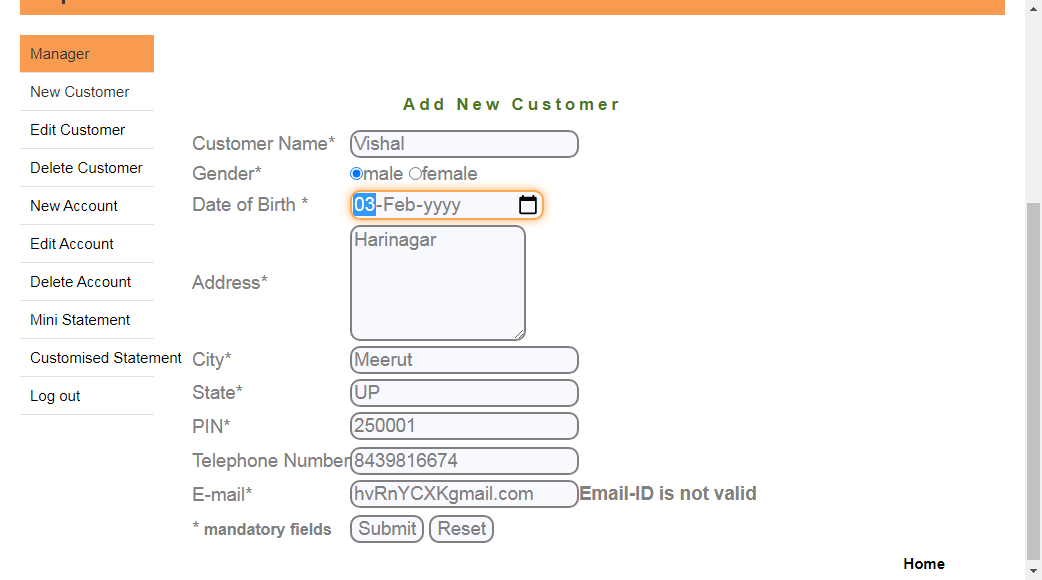 Manager
New Customer
Edit Customer
Delete Customer
New Account
Edit Account
Delete Account
Mini Statement
Customised Statement
Log out
Add New Customer
Customer Name* Vishal
Gender* male female
Date of Birth * 03-Feb-yyyy
Address* Harinagar
City* Meerut
State* UP
PIN* 250001
Telephone Number 8439816674
E-mail* hvRnYCXKgmail.com Email-ID is not valid
* mandatory fields Submit Reset
Home